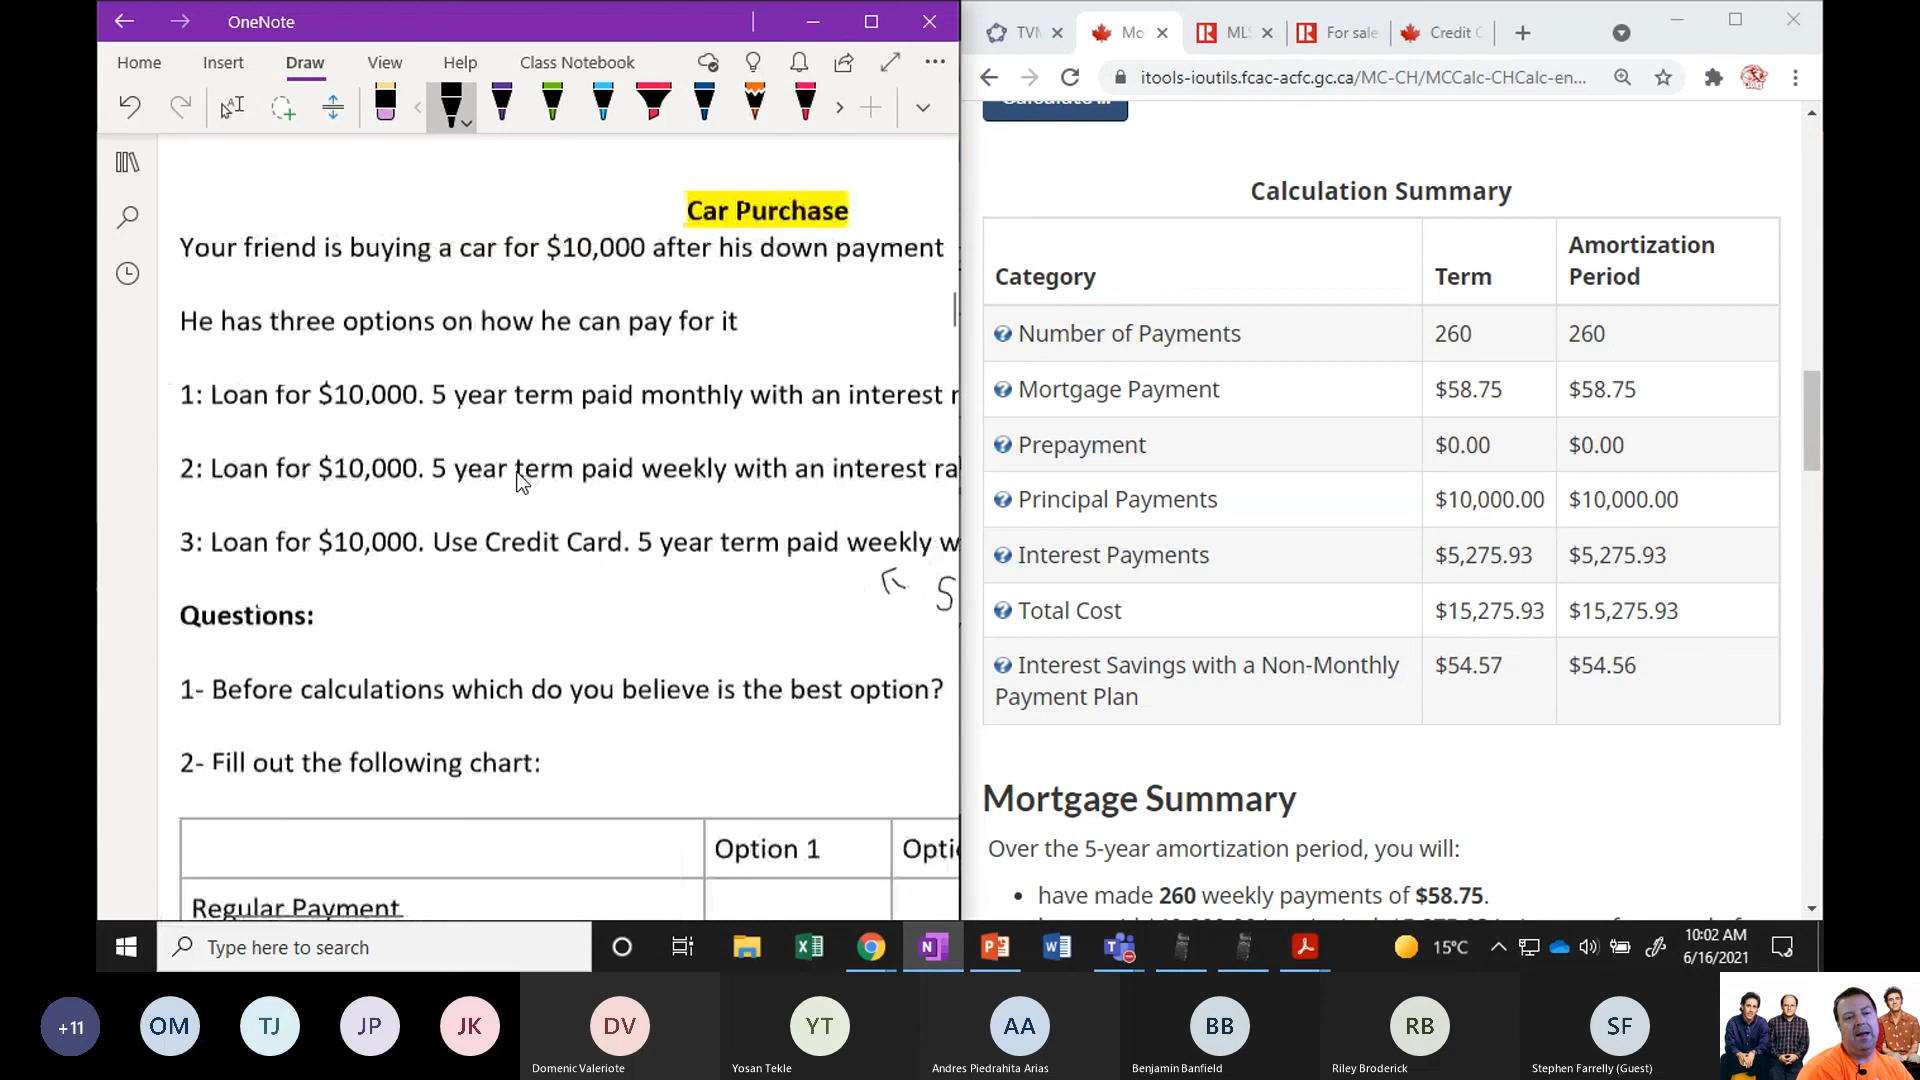 OneNote
Home Insert Draw View Help Class Notebook
Car Purchase
Your friend is buying a car for $10,000 after his down payment
He has three options on how he can pay for it
1: Loan for $10,000. 5 year term paid monthly with an interest r
2: Loan for $10,000. 5 year term paid weekly with an interest ra
3: Loan for $10,000. Use Credit Card. 5 year term paid weekly w
S
Questions:
1- Before calculations which do you believe is the best option?
2- Fill out the following chart:
Option 1 Optio
Regular Payment
TVM Mo MLS For sale Credit C
itools-ioutils.fcac-acfc.gc.ca/MC-CH/MCCalc-CHCalc-en...
Calculate
Calculation Summary
Category Term Amortization Period
Number of Payments 260 260
Mortgage Payment $58.75 $58.75
Prepayment $0.00 $0.00
Principal Payments $10,000.00 $10,000.00
Interest Payments $5,275.93 $5,275.93
Total Cost $15,275.93 $15,275.93
Interest Savings with a Non-Monthly Payment Plan $54.57 $54.56
Mortgage Summary
Over the 5-year amortization period, you will:
• have made 260 weekly payments of $58.75.
Type here to search
15°C
10:02 AM
6/16/2021
+11 OM TJ JP JK DV YT AA BB RB SF
Domenic Valeriote Yosan Tekle Andres Piedrahita Arias Benjamin Banfield Riley Broderick Stephen Farrelly (Guest)